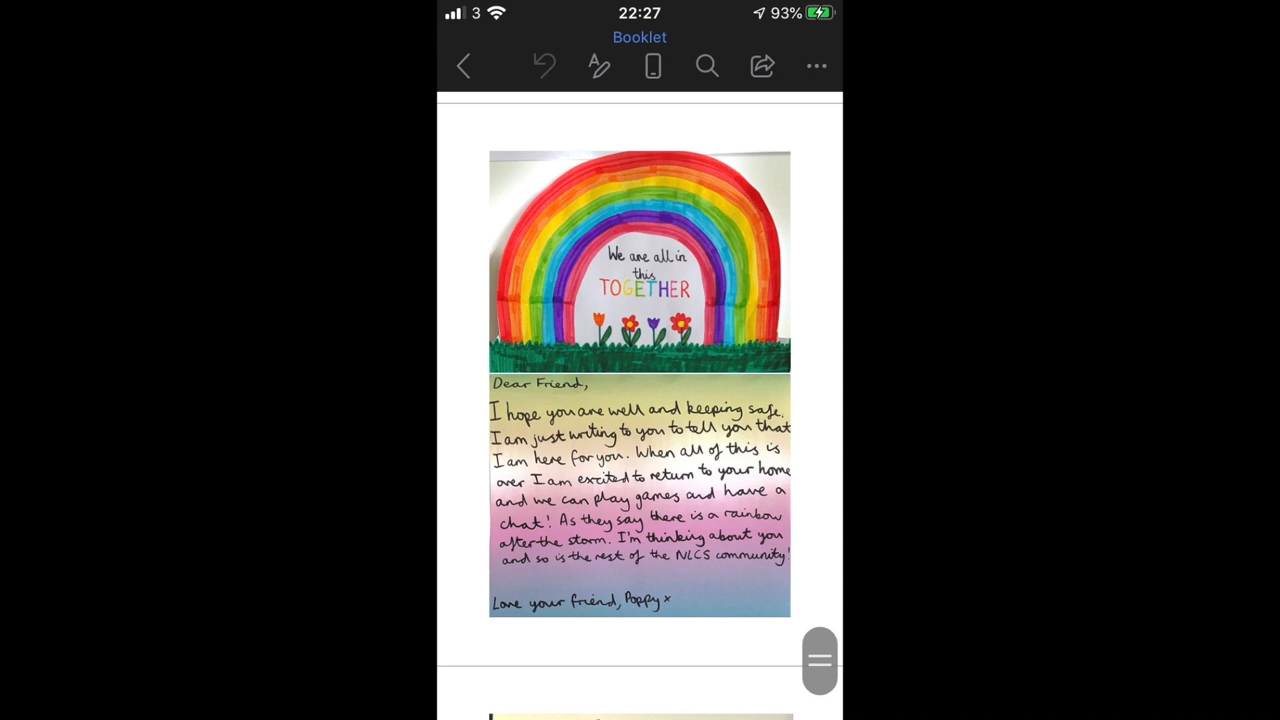 3 22:27 93%
Booklet
We are all in
this
TOGETHER
Dear Friend,
I hope you are well and keeping safe.
I am just writing to you to tell you that
I am here for you. When all of this is
over I am excited to return to your home
and we can play games and have a
chat! As they say there is a rainbow
after the storm. I'm thinking about you
and so is the rest of the NLCS community!
Love your friend, Poppy x